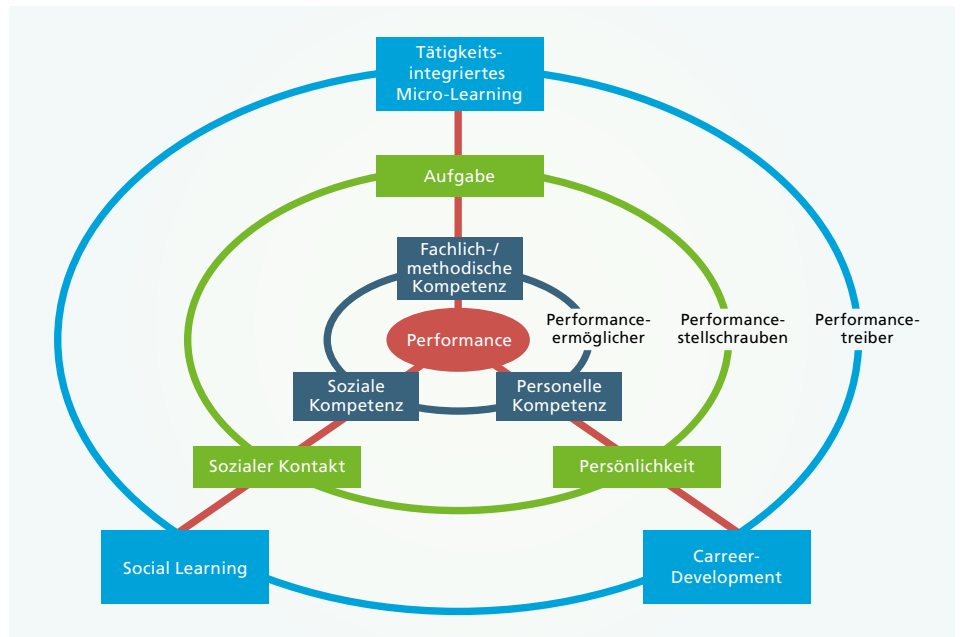 Tätigkeits-
integriertes
Micro-Learning
Aufgabe
Fachlich-/
methodische
Kompetenz
Performance
Performance-
ermöglicher
Performance-
stellschrauben
Performance-
treiber
Soziale
Kompetenz
Personelle
Kompetenz
Sozialer Kontakt
Persönlichkeit
Social Learning
Carreer-
Development